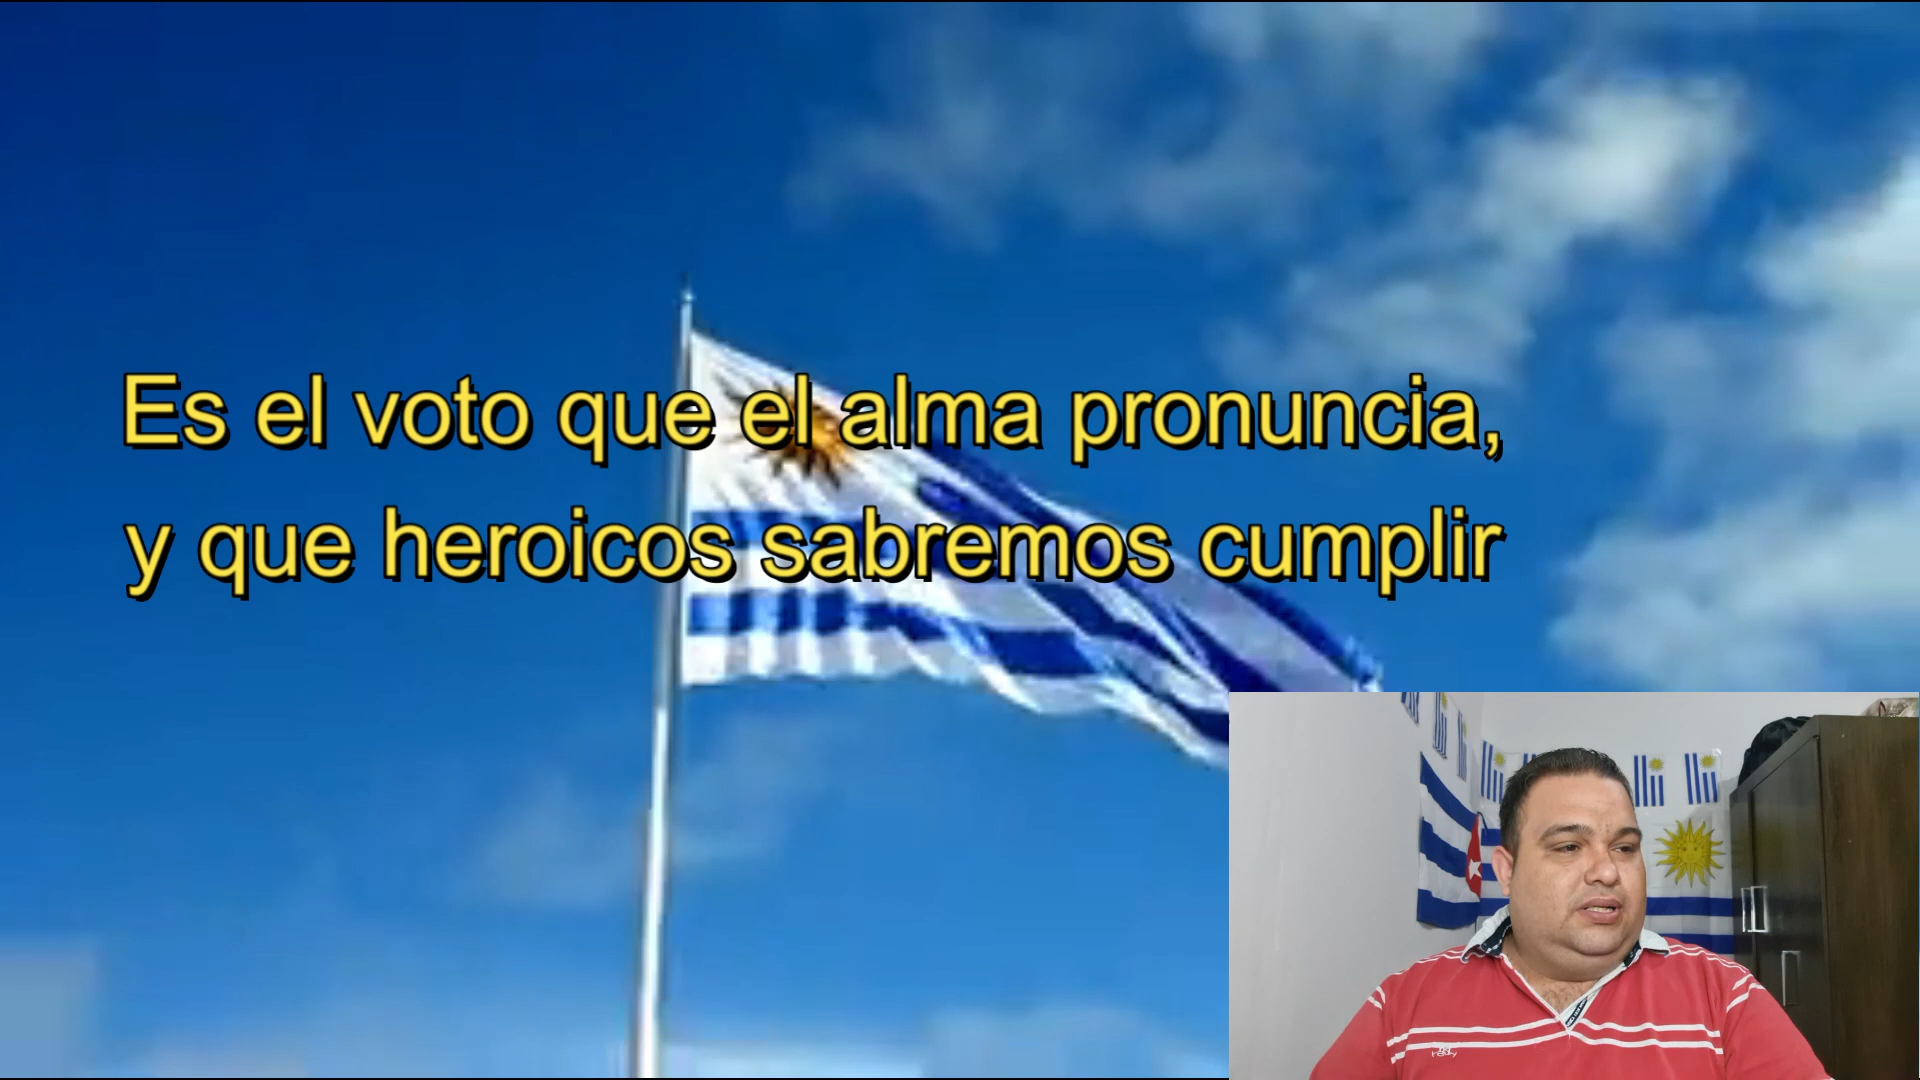 Es el voto que el alma pronuncia,
y que heroicos sabremos cumplir